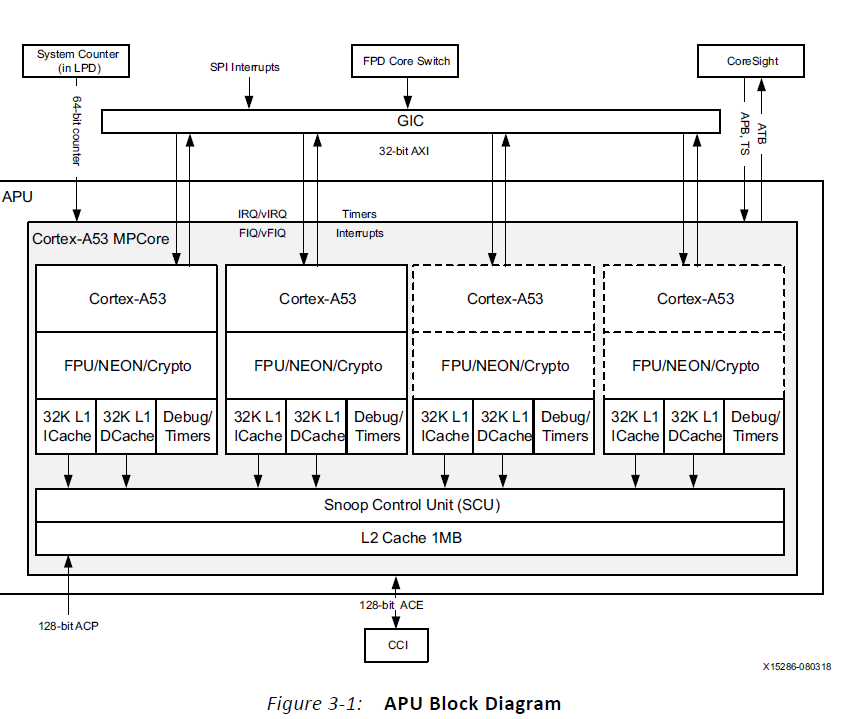 System Counter
(in LPD)
SPI Interrupts
FPD Core Switch
CoreSight
64-bit counter
GIC
32-bit AXI
APB, TS
ATB
APU
IRQ/vIRQ
Timers
FIQ/vFIQ
Interrupts
Cortex-A53 MPCore
Cortex-A53
Cortex-A53
Cortex-A53
Cortex-A53
FPU/NEON/Crypto
FPU/NEON/Crypto
FPU/NEON/Crypto
FPU/NEON/Crypto
32K L1
ICache
32K L1
DCache
Debug/
Timers
32K L1
ICache
32K L1
DCache
Debug/
Timers
32K L1
ICache
32K L1
DCache
Debug/
Timers
32K L1
ICache
32K L1
DCache
Debug/
Timers
Snoop Control Unit (SCU)
L2 Cache 1MB
128-bit ACP
128-bit ACE
CCI
X15286-080318
Figure 3-1: APU Block Diagram